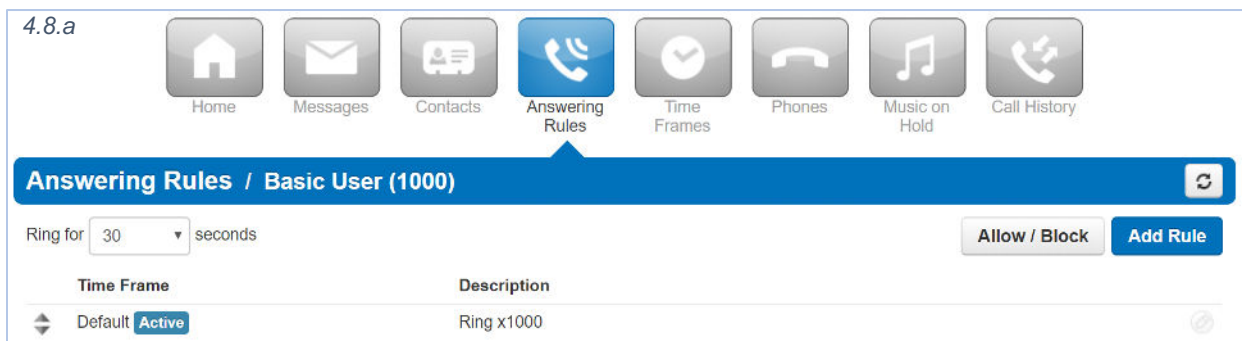 4.8.a
Home Messages Contacts Answering Rules Time Frames Phones Music on Hold Call History
Answering Rules / Basic User (1000)
Ring for 30 seconds Allow / Block Add Rule
Time Frame Description
Default Active Ring x1000